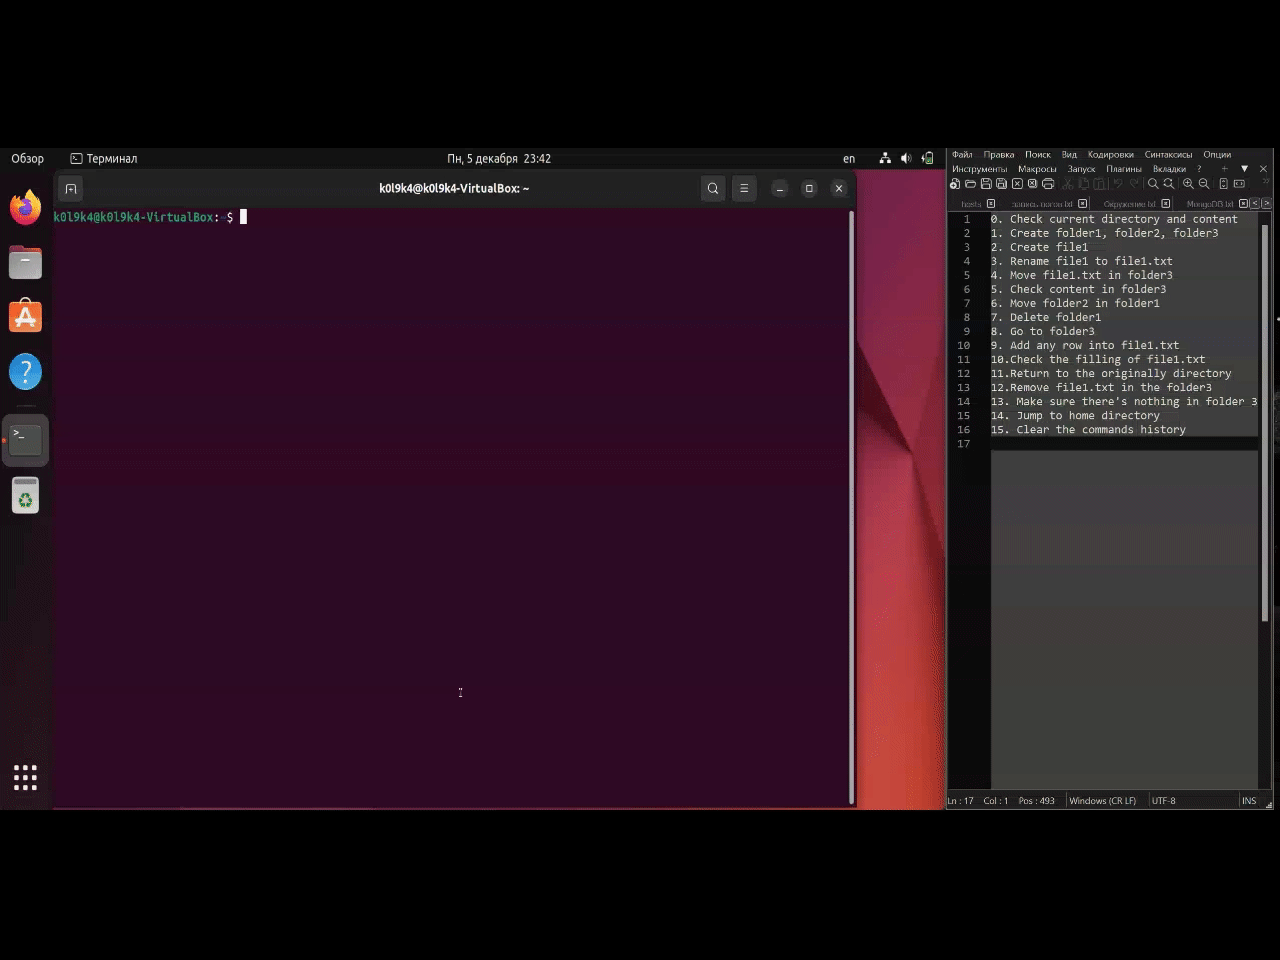 Обзор
Терминал
Пн, 5 декабря 23:42
en
k0l9k4@k0l9k4-VirtualBox: ~
k0l9k4@k0l9k4-VirtualBox:~$
Файл Правка Поиск Вид Кодировки Синтаксисы Опции
Инструменты Макросы Запуск Плагины Вкладки ?
hosts Окружение.txt MongoDB.txt
1 0. Check current directory and content
2 1. Create folder1, folder2, folder3
3 2. Create file1
4 3. Rename file1 to file1.txt
5 4. Move file1.txt in folder3
6 5. Check content in folder3
7 6. Move folder2 in folder1
8 7. Delete folder1
9 8. Go to folder3
10 9. Add any row into file1.txt
11 10.Check the filling of file1.txt
12 11.Return to the originally directory
13 12.Remove file1.txt in the folder3
14 13. Make sure there's nothing in folder 3
15 14. Jump to home directory
16 15. Clear the commands history
17
Ln : 17 Col : 1 Pos : 493 Windows (CR LF) UTF-8 INS